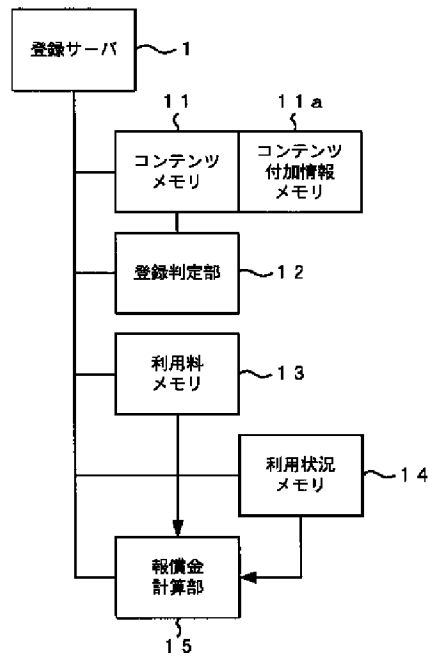 登録サーバ
1
11
11a
コンテンツ
メモリ
コンテンツ
付加情報
メモリ
登録判定部
12
利用料
メモリ
13
利用状況
メモリ
14
報償金
計算部
15